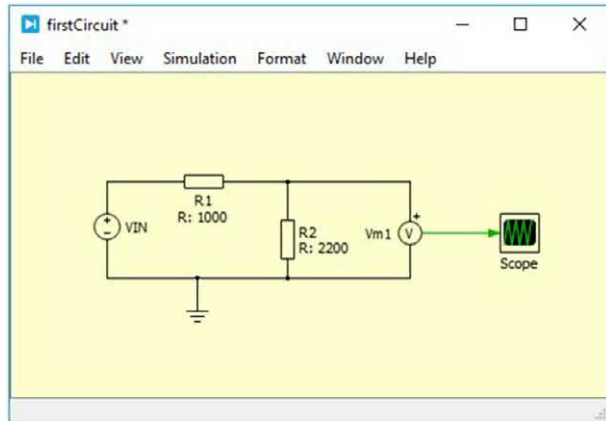 firstCircuit *
File Edit View Simulation Format Window Help
R1
R: 1000
VIN
R2
R: 2200
Vm1
V
Scope